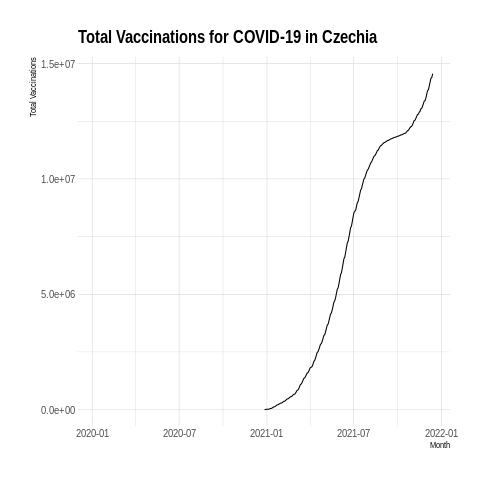 Total Vaccinations for COVID-19 in Czechia
Total Vaccinations
1.5e+07
1.0e+07
5.0e+06
0.0e+00
2020-01
2020-07
2021-01
2021-07
2022-01
Month